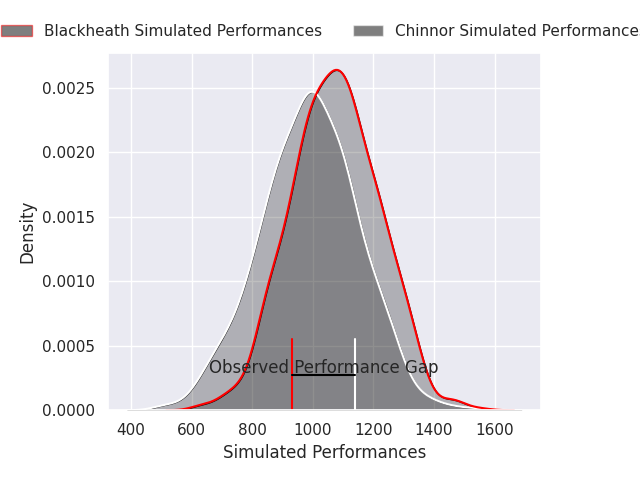 Blackheath Simulated Performances
Chinnor Simulated Performance
0.0025
0.0020
0.0015
0.0010
0.0005
0.0000
Density
Observed Performance Gap
400 600 800 1000 1200 1400 1600
Simulated Performances